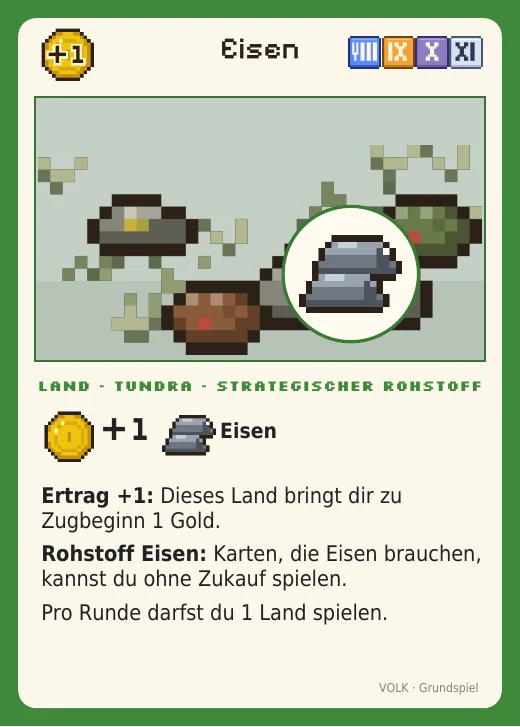 +1
Eisen
VIII IX X XI
LAND · TUNDRA · STRATEGISCHER ROHSTOFF
+1 Eisen
Ertrag +1: Dieses Land bringt dir zu
Zugbeginn 1 Gold.
Rohstoff Eisen: Karten, die Eisen brauchen,
kannst du ohne Zukauf spielen.
Pro Runde darfst du 1 Land spielen.
VOLK · Grundspiel